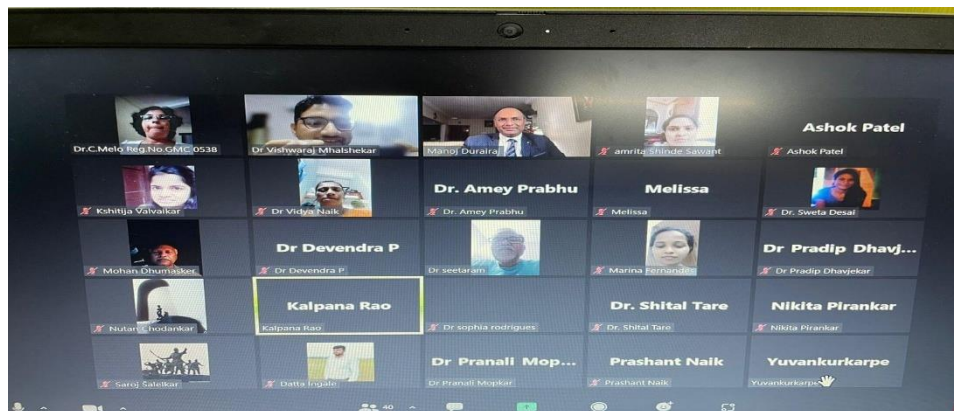 Dr.C.Melo Reg.No.GMC 0538
Dr Vishwaraj Mhalshekar
Manoj Durairaj
amrita Shinde Sawant
Ashok Patel
Ashok Patel
Kshitija Valvaikar
Dr Vidya Naik
Dr. Amey Prabhu
Dr. Amey Prabhu
Melissa
Melissa
Dr. Sweta Desai
Mohan Dhumasker
Dr Devendra P
Dr Devendra P
Dr seetaram
Marina Fernandes
Dr Pradip Dhavj...
Dr Pradip Dhavjekar
Nutan Chodankar
Kalpana Rao
Kalpana Rao
Dr sophia rodrigues
Dr. Shital Tare
Dr. Shital Tare
Nikita Pirankar
Nikita Pirankar
Saroj Salelkar
Datta Ingale
Dr Pranali Mop...
Dr Pranali Mopkar
Prashant Naik
Prashant Naik
Yuvankurkarpe
Yuvankurkarpe
40